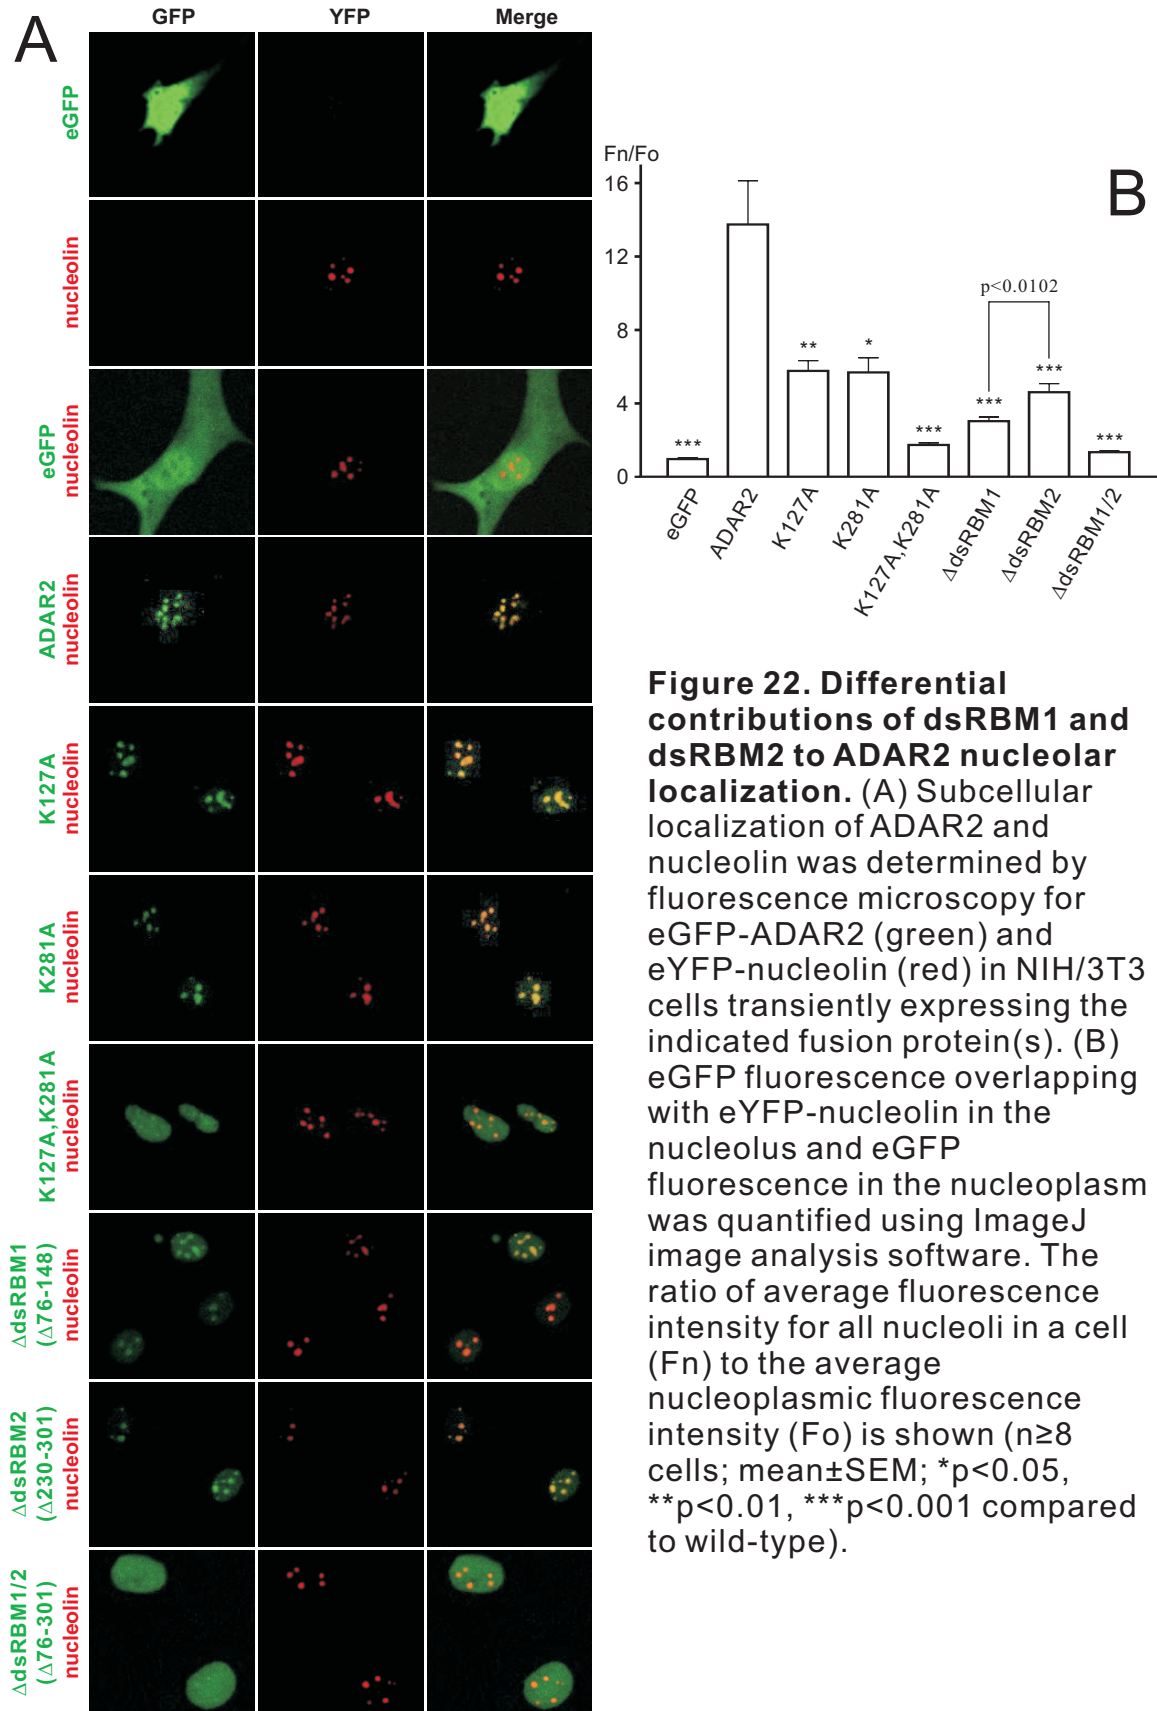 A
GFP YFP Merge
eGFP
nucleolin
eGFP
nucleolin
ADAR2
nucleolin
K127A
nucleolin
K281A
nucleolin
K127A,K281A
nucleolin
ΔdsRBM1
(Δ76-148)
nucleolin
ΔdsRBM2
(Δ230-301)
nucleolin
ΔdsRBM1/2
(Δ76-301)
nucleolin
B
Fn/Fo
16
12
8
4
0
***
**
*
***
***
***
***
p<0.0102
eGFP
ADAR2
K127A
K281A
K127A,K281A
ΔdsRBM1
ΔdsRBM2
ΔdsRBM1/2
Figure 22. Differential
contributions of dsRBM1 and
dsRBM2 to ADAR2 nucleolar
localization. (A) Subcellular
localization of ADAR2 and
nucleolin was determined by
fluorescence microscopy for
eGFP-ADAR2 (green) and
eYFP-nucleolin (red) in NIH/3T3
cells transiently expressing the
indicated fusion protein(s). (B)
eGFP fluorescence overlapping
with eYFP-nucleolin in the
nucleolus and eGFP
fluorescence in the nucleoplasm
was quantified using ImageJ
image analysis software. The
ratio of average fluorescence
intensity for all nucleoli in a cell
(Fn) to the average
nucleoplasmic fluorescence
intensity (Fo) is shown (n≥8
cells; mean±SEM; *p<0.05,
**p<0.01, ***p<0.001 compared
to wild-type).